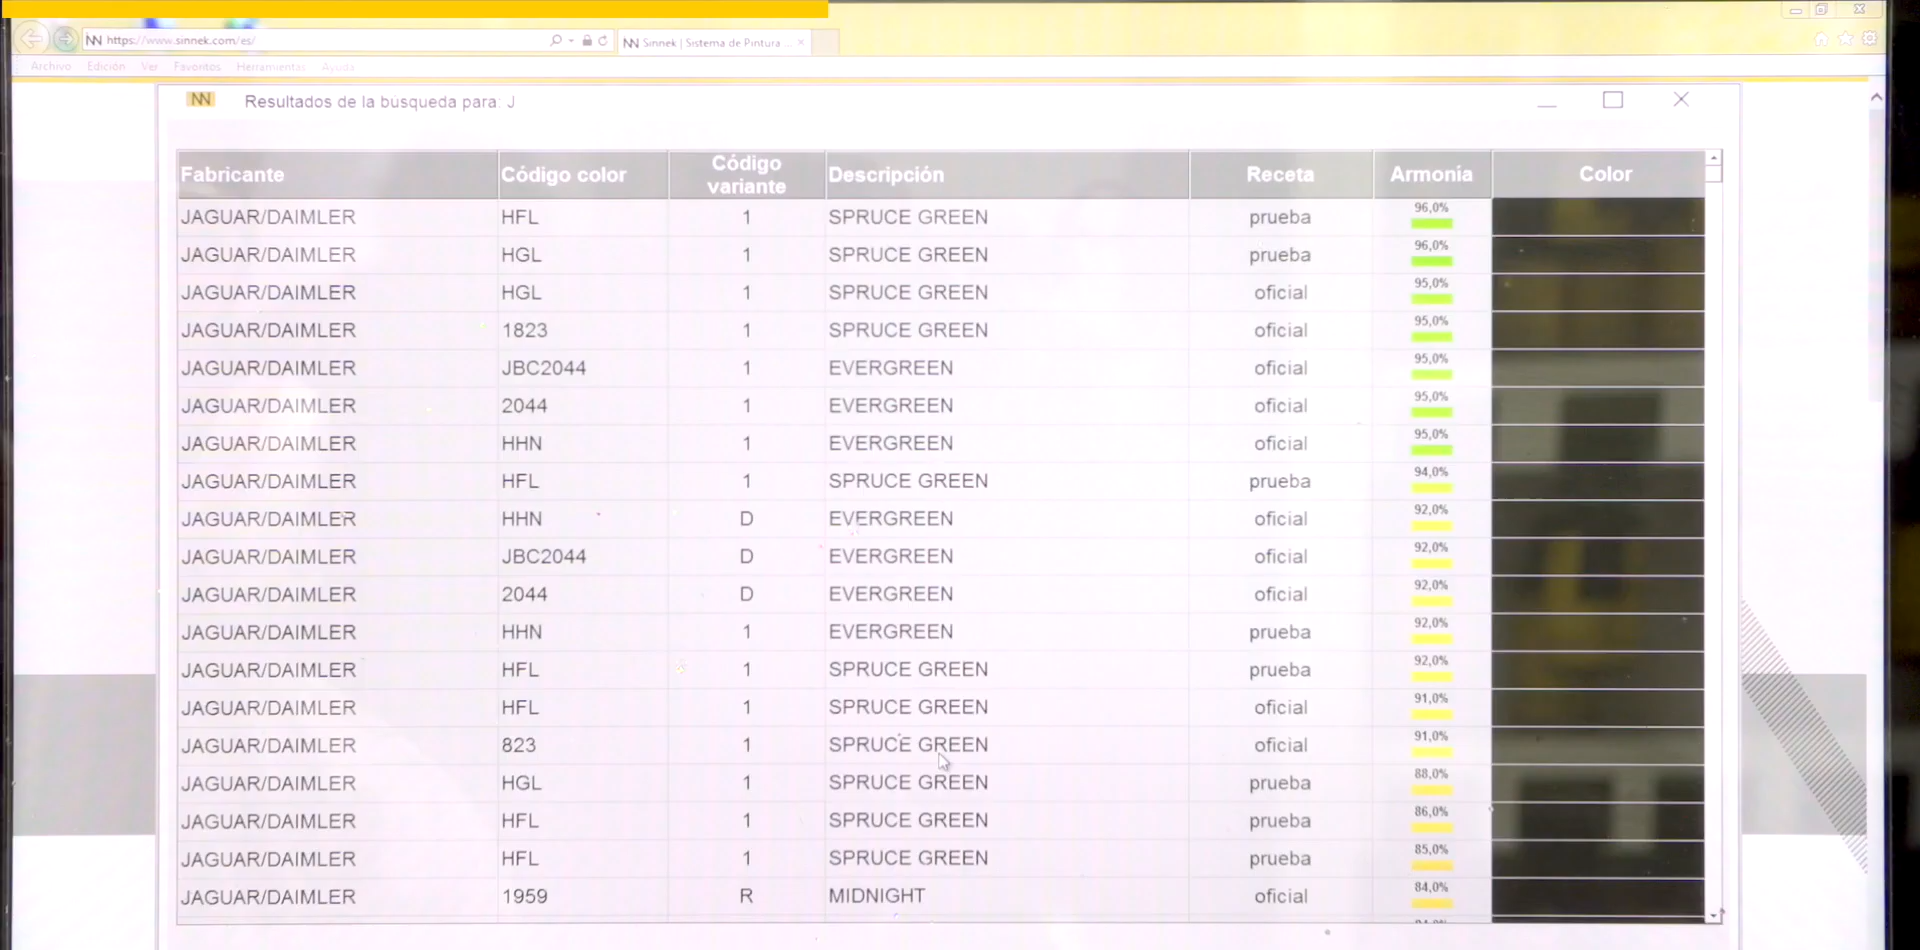 https://www.sinnek.com/es/
Sinnek | Sistema de Pintura ...
Archivo Edición Ver Favoritos Herramientas Ayuda
Resultados de la búsqueda para: J
Fabricante Código color Código variante Descripción Receta Armonía Color
JAGUAR/DAIMLER HFL 1 SPRUCE GREEN prueba 96,0%
JAGUAR/DAIMLER HGL 1 SPRUCE GREEN prueba 96,0%
JAGUAR/DAIMLER HGL 1 SPRUCE GREEN oficial 95,0%
JAGUAR/DAIMLER 1823 1 SPRUCE GREEN oficial 95,0%
JAGUAR/DAIMLER JBC2044 1 EVERGREEN oficial 95,0%
JAGUAR/DAIMLER 2044 1 EVERGREEN oficial 95,0%
JAGUAR/DAIMLER HHN 1 EVERGREEN oficial 95,0%
JAGUAR/DAIMLER HFL 1 SPRUCE GREEN prueba 94,0%
JAGUAR/DAIMLER HHN D EVERGREEN oficial 92,0%
JAGUAR/DAIMLER JBC2044 D EVERGREEN oficial 92,0%
JAGUAR/DAIMLER 2044 D EVERGREEN oficial 92,0%
JAGUAR/DAIMLER HHN 1 EVERGREEN prueba 92,0%
JAGUAR/DAIMLER HFL 1 SPRUCE GREEN prueba 92,0%
JAGUAR/DAIMLER HFL 1 SPRUCE GREEN oficial 91,0%
JAGUAR/DAIMLER 823 1 SPRUCE GREEN oficial 91,0%
JAGUAR/DAIMLER HGL 1 SPRUCE GREEN prueba 88,0%
JAGUAR/DAIMLER HFL 1 SPRUCE GREEN prueba 86,0%
JAGUAR/DAIMLER HFL 1 SPRUCE GREEN prueba 85,0%
JAGUAR/DAIMLER 1959 R MIDNIGHT oficial 84,0%